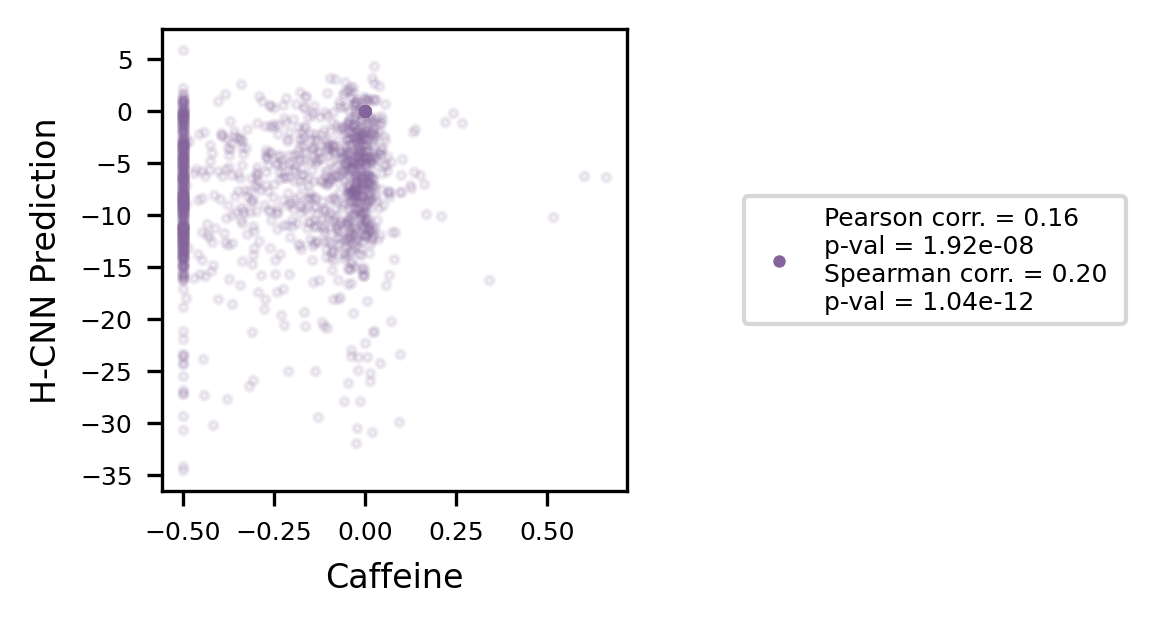 5
0
−5
−10
−15
−20
−25
−30
−35
H-CNN Prediction
−0.50 −0.25 0.00 0.25 0.50
Caffeine
Pearson corr. = 0.16
p-val = 1.92e-08
Spearman corr. = 0.20
p-val = 1.04e-12